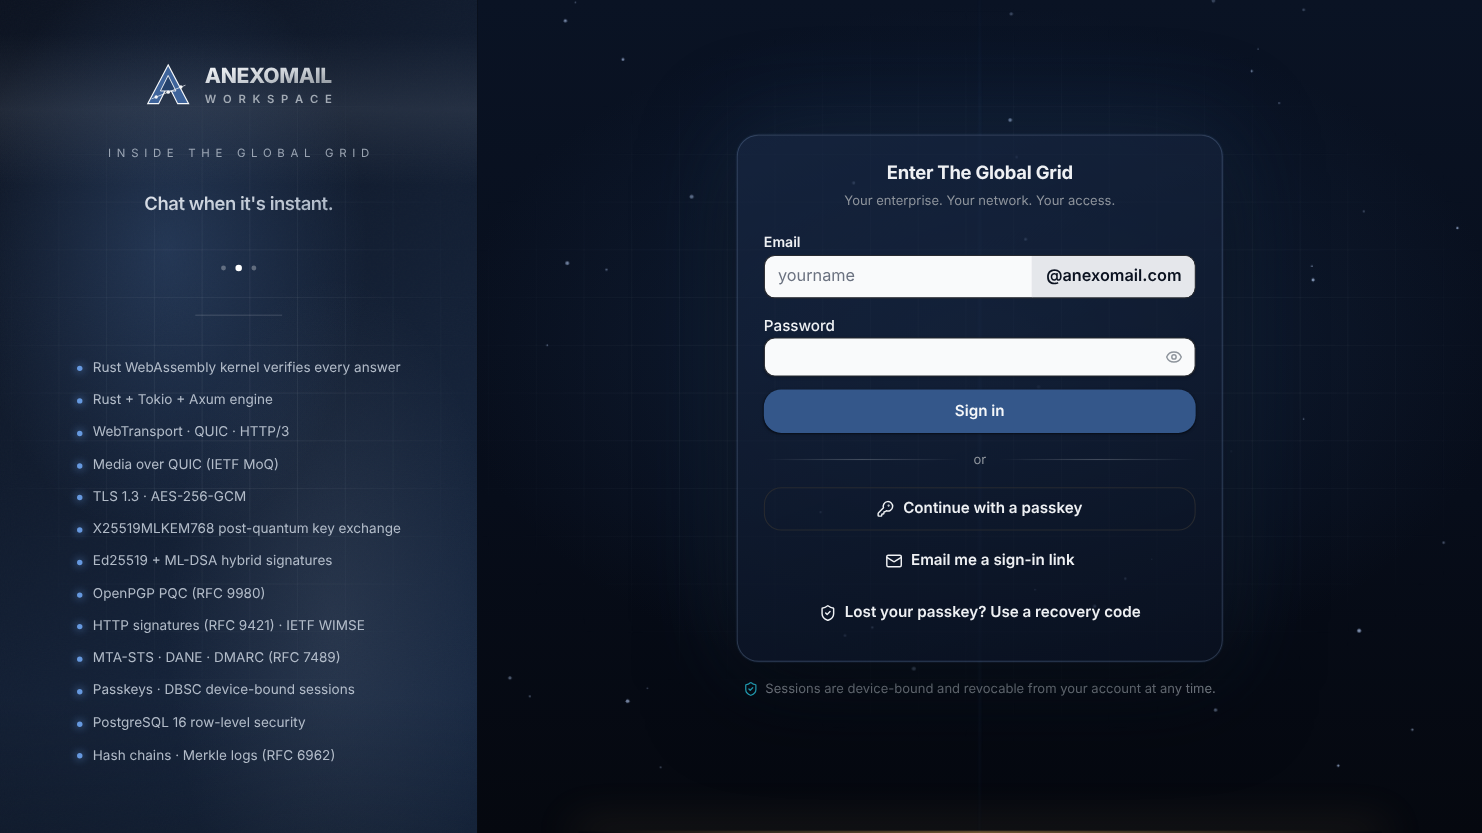 ANEXOMAIL
WORKSPACE
INSIDE THE GLOBAL GRID
Chat when it's instant.
Rust WebAssembly kernel verifies every answer
Rust + Tokio + Axum engine
WebTransport · QUIC · HTTP/3
Media over QUIC (IETF MoQ)
TLS 1.3 · AES-256-GCM
X25519MLKEM768 post-quantum key exchange
Ed25519 + ML-DSA hybrid signatures
OpenPGP PQC (RFC 9980)
HTTP signatures (RFC 9421) · IETF WIMSE
MTA-STS · DANE · DMARC (RFC 7489)
Passkeys · DBSC device-bound sessions
PostgreSQL 16 row-level security
Hash chains · Merkle logs (RFC 6962)
Enter The Global Grid
Your enterprise. Your network. Your access.
Email
yourname @anexomail.com
Password
Sign in
or
Continue with a passkey
Email me a sign-in link
Lost your passkey? Use a recovery code
Sessions are device-bound and revocable from your account at any time.